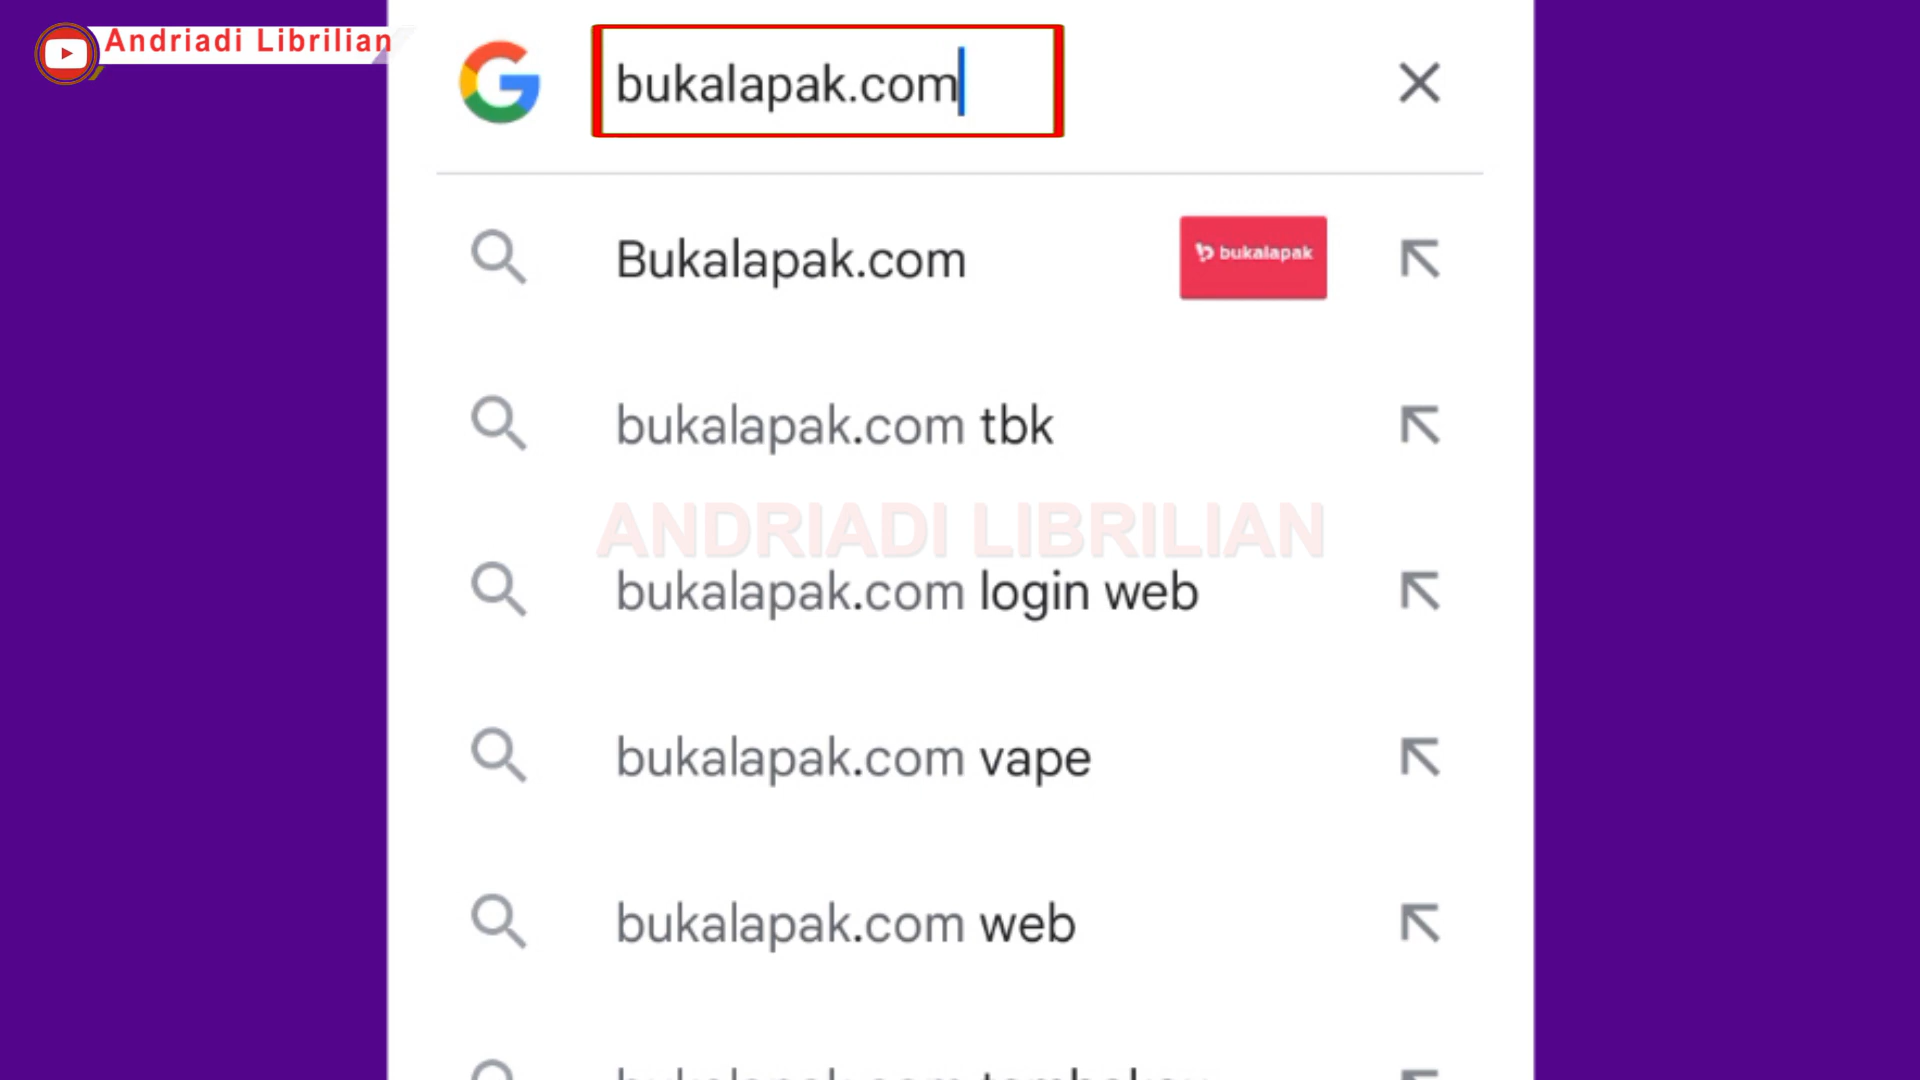 Andriadi Librilian
bukalapak.com
Bukalapak.com
bukalapak
bukalapak.com tbk
ANDRIADI LIBRILIAN
bukalapak.com login web
bukalapak.com vape
bukalapak.com web